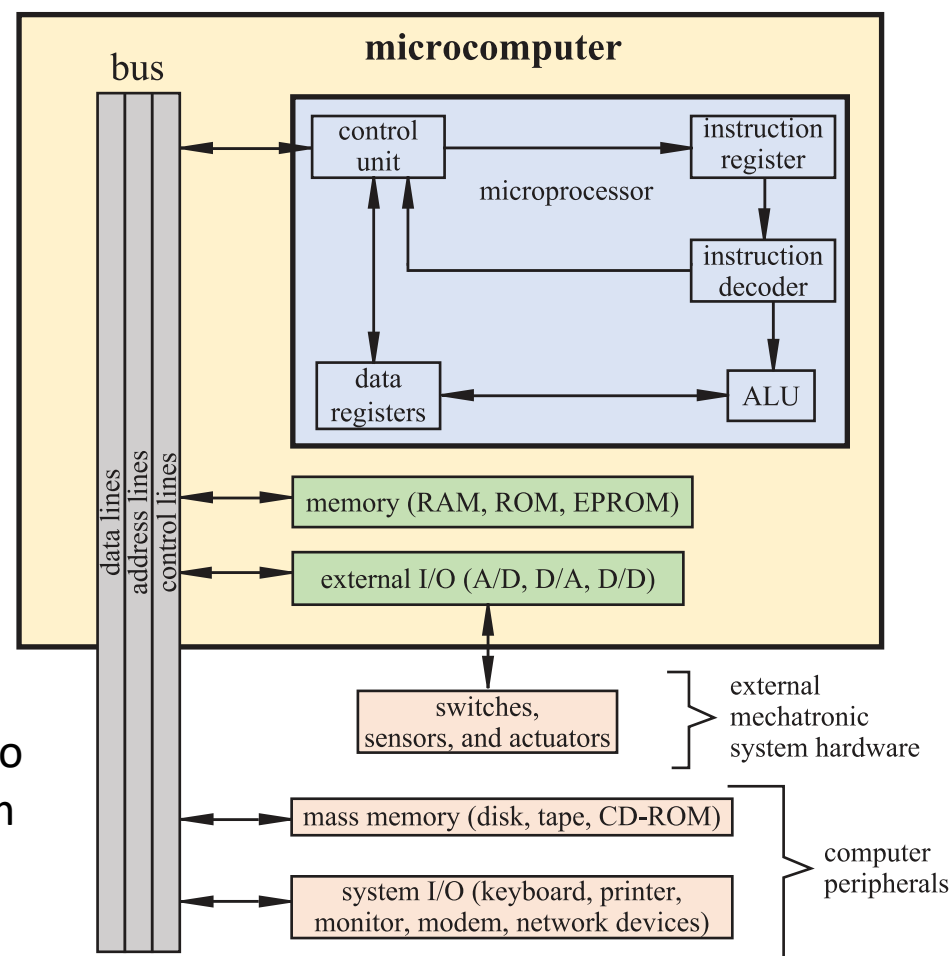 microcomputer
bus
control
unit
instruction
register
microprocessor
instruction
decoder
data
registers
ALU
data lines
address lines
control lines
memory (RAM, ROM, EPROM)
external I/O (A/D, D/A, D/D)
switches,
sensors, and actuators
external
mechatronic
system hardware
mass memory (disk, tape, CD-ROM)
system I/O (keyboard, printer,
monitor, modem, network devices)
computer
peripherals